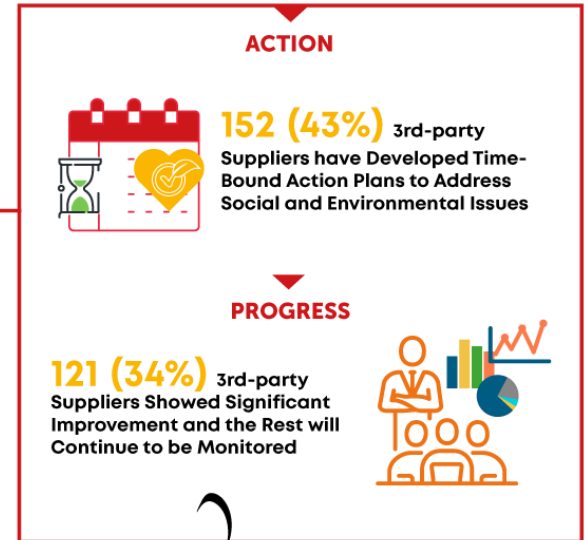 ACTION
152 (43%) 3rd-party
Suppliers have Developed Time-
Bound Action Plans to Address
Social and Environmental Issues
PROGRESS
121 (34%) 3rd-party
Suppliers Showed Significant
Improvement and the Rest will
Continue to be Monitored